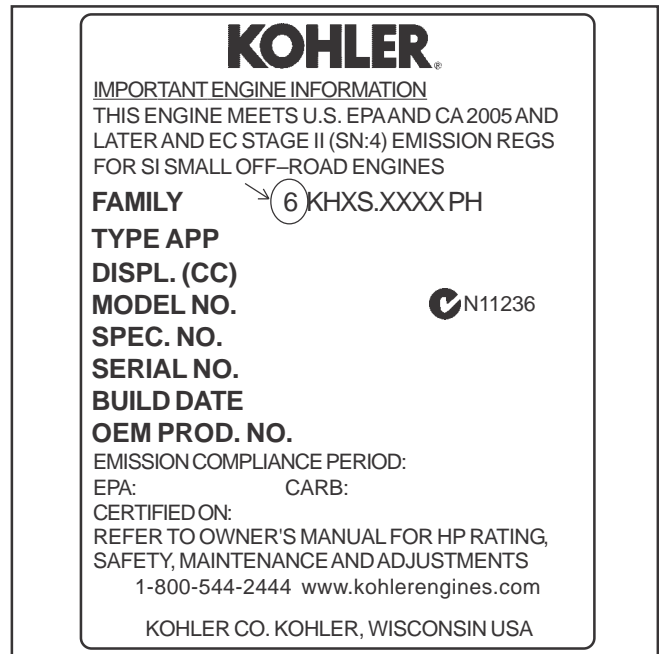 KOHLER®
IMPORTANT ENGINE INFORMATION
THIS ENGINE MEETS U.S. EPA AND CA 2005 AND
LATER AND EC STAGE II (SN:4) EMISSION REGS
FOR SI SMALL OFF–ROAD ENGINES
FAMILY 6KHXS.XXXX PH
TYPE APP
DISPL. (CC)
MODEL NO. N11236
SPEC. NO.
SERIAL NO.
BUILD DATE
OEM PROD. NO.
EMISSION COMPLIANCE PERIOD:
EPA: CARB:
CERTIFIED ON:
REFER TO OWNER'S MANUAL FOR HP RATING,
SAFETY, MAINTENANCE AND ADJUSTMENTS
1-800-544-2444 www.kohlerengines.com
KOHLER CO. KOHLER, WISCONSIN USA